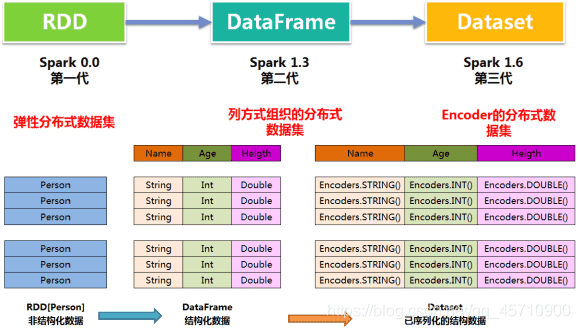 RDD DataFrame Dataset
Spark 0.0 Spark 1.3 Spark 1.6
第一代 第二代 第三代
弹性分布式数据集 列方式组织的分布式 Encoder的分布式数
数据集 据集
Name Age Heigth Name Age Heigth
Person String Int Double Encoders.STRING() Encoders.INT() Encoders.DOUBLE()
Person String Int Double Encoders.STRING() Encoders.INT() Encoders.DOUBLE()
Person String Int Double Encoders.STRING() Encoders.INT() Encoders.DOUBLE()
Person String Int Double Encoders.STRING() Encoders.INT() Encoders.DOUBLE()
Person String Int Double Encoders.STRING() Encoders.INT() Encoders.DOUBLE()
Person String Int Double Encoders.STRING() Encoders.INT() Encoders.DOUBLE()
RDD[Person] DataFrame Dataset
非结构化数据 结构化数据 已序列化的结构数据